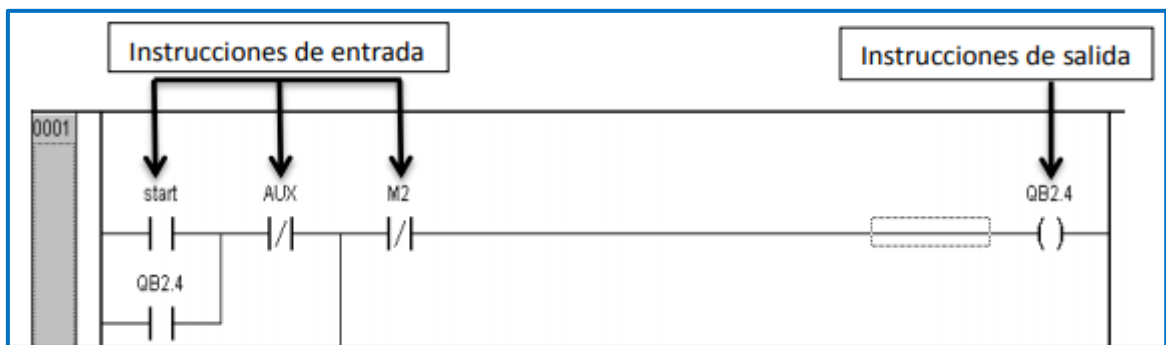 Instrucciones de entrada
Instrucciones de salida
0001
start AUX M2 QB2.4
QB2.4